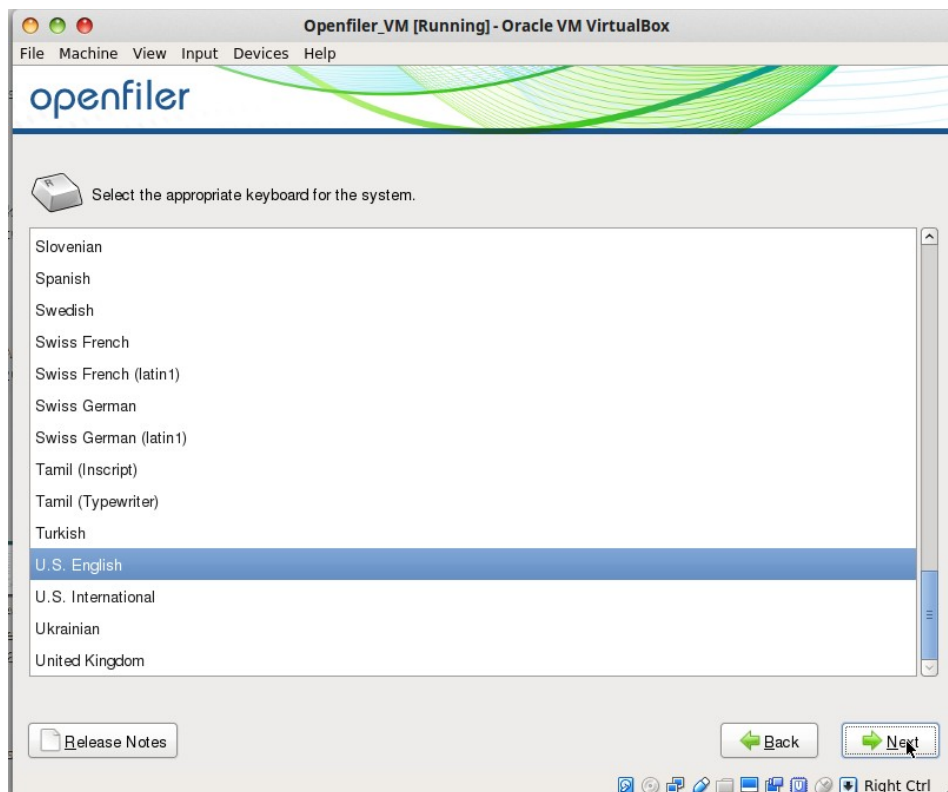 Openfiler_VM [Running] - Oracle VM VirtualBox
File Machine View Input Devices Help
openfiler
R
Select the appropriate keyboard for the system.
Slovenian
Spanish
Swedish
Swiss French
Swiss French (latin1)
Swiss German
Swiss German (latin1)
Tamil (Inscript)
Tamil (Typewriter)
Turkish
U.S. English
U.S. International
Ukrainian
United Kingdom
Release Notes Back Next
Right Ctrl